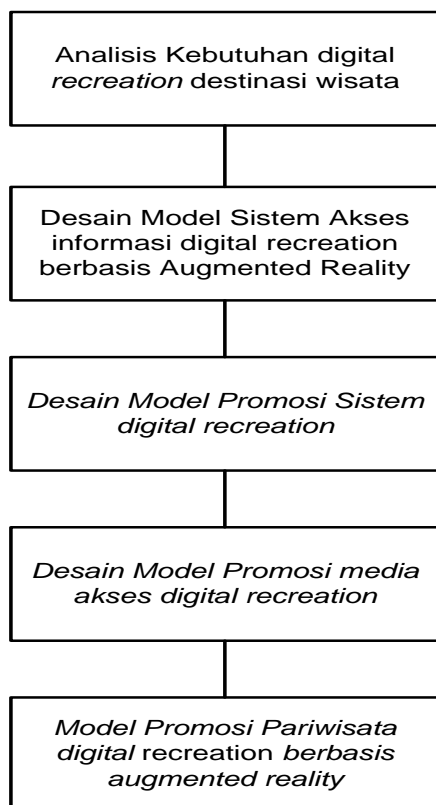 Analisis Kebutuhan digital
recreation destinasi wisata
Desain Model Sistem Akses
informasi digital recreation
berbasis Augmented Reality
Desain Model Promosi Sistem
digital recreation
Desain Model Promosi media
akses digital recreation
Model Promosi Pariwisata
digital recreation berbasis
augmented reality